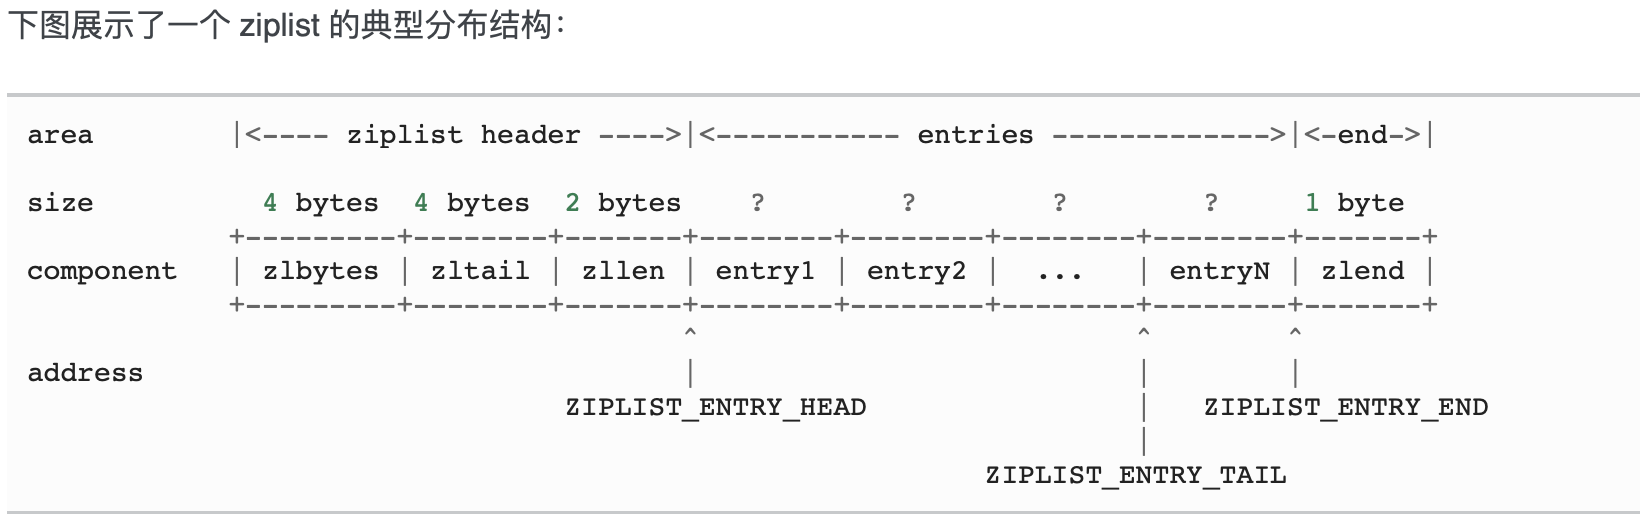 下图展示了一个 ziplist 的典型分布结构：
area        |<---- ziplist header ---->|<----------- entries ------------->|<-end->|
size          4 bytes  4 bytes  2 bytes    ?        ?        ?        ?     1 byte
            +---------+--------+-------+--------+--------+--------+--------+-------+
component   | zlbytes | zltail | zllen | entry1 | entry2 |  ...   | entryN | zlend |
            +---------+--------+-------+--------+--------+--------+--------+-------+
                                       ^                          ^        ^
address                                |                          |        |
                                ZIPLIST_ENTRY_HEAD                |   ZIPLIST_ENTRY_END
                                                                  |
                                                         ZIPLIST_ENTRY_TAIL